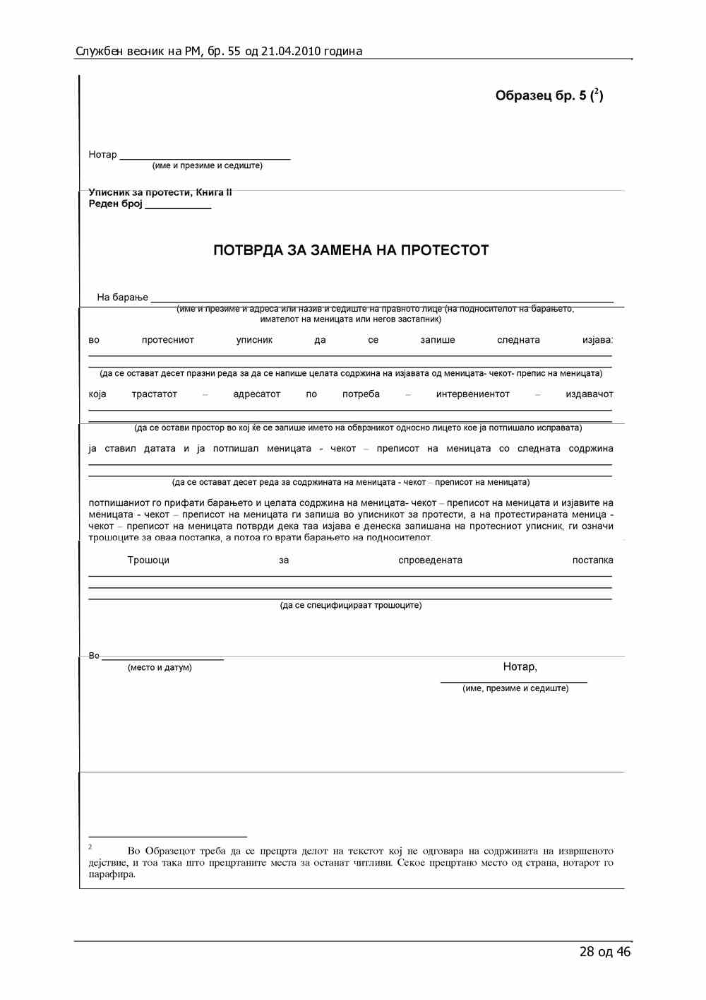 Службен весник на РМ, бр. 55 од 21.04.2010 година
Образец бр. 5 (2)
Нотар
(име и презиме и седиште)
Уписник за протести, Книга II
Реден број
ПОТВРДА ЗА ЗАМЕНА НА ПРОТЕСТОТ
На барање
(име и презиме и адреса или назив и седиште на правното лице (на подносителот на барањето,
имателот на меницата или негов застапник)
во протесниот уписник да се запише следната изјава:
(да се остават десет празни реда за да се напише целата содржина на изјавата од меницата- чекот- препис на меницата)
која трастатот – адресатот по потреба – интервениентот – издавачот
(да се остави простор во кој ќе се запише името на обврзникот односно лицето кое ја потпишало исправата)
ја ставил датата и ја потпишал меницата - чекот – преписот на меницата со следната содржина
(да се остават десет реда за содржината на меницата - чекот – преписот на меницата)
потпишаниот го прифати барањето и целата содржина на меницата- чекот – преписот на меницата и изјавите на
меницата - чекот – преписот на меницата ги запиша во уписникот за протести, а на протестираната меница -
чекот – преписот на меницата потврди дека таа изјава е денеска запишана на протесниот уписник, ги означи
трошоците за оваа постапка, а потоа го врати барањето на подносителот.
Трошоци за спроведената постапка
(да се специфицираат трошоците)
Во
(место и датум)
Нотар,
(име, презиме и седиште)
2 Во Образецот треба да се прецрта делот на текстот кој не одговара на содржината на извршеното
дејствие, и тоа така што прецртаните места за останат читливи. Секое прецртано место од страна, нотарот го
парафира.
28 од 46